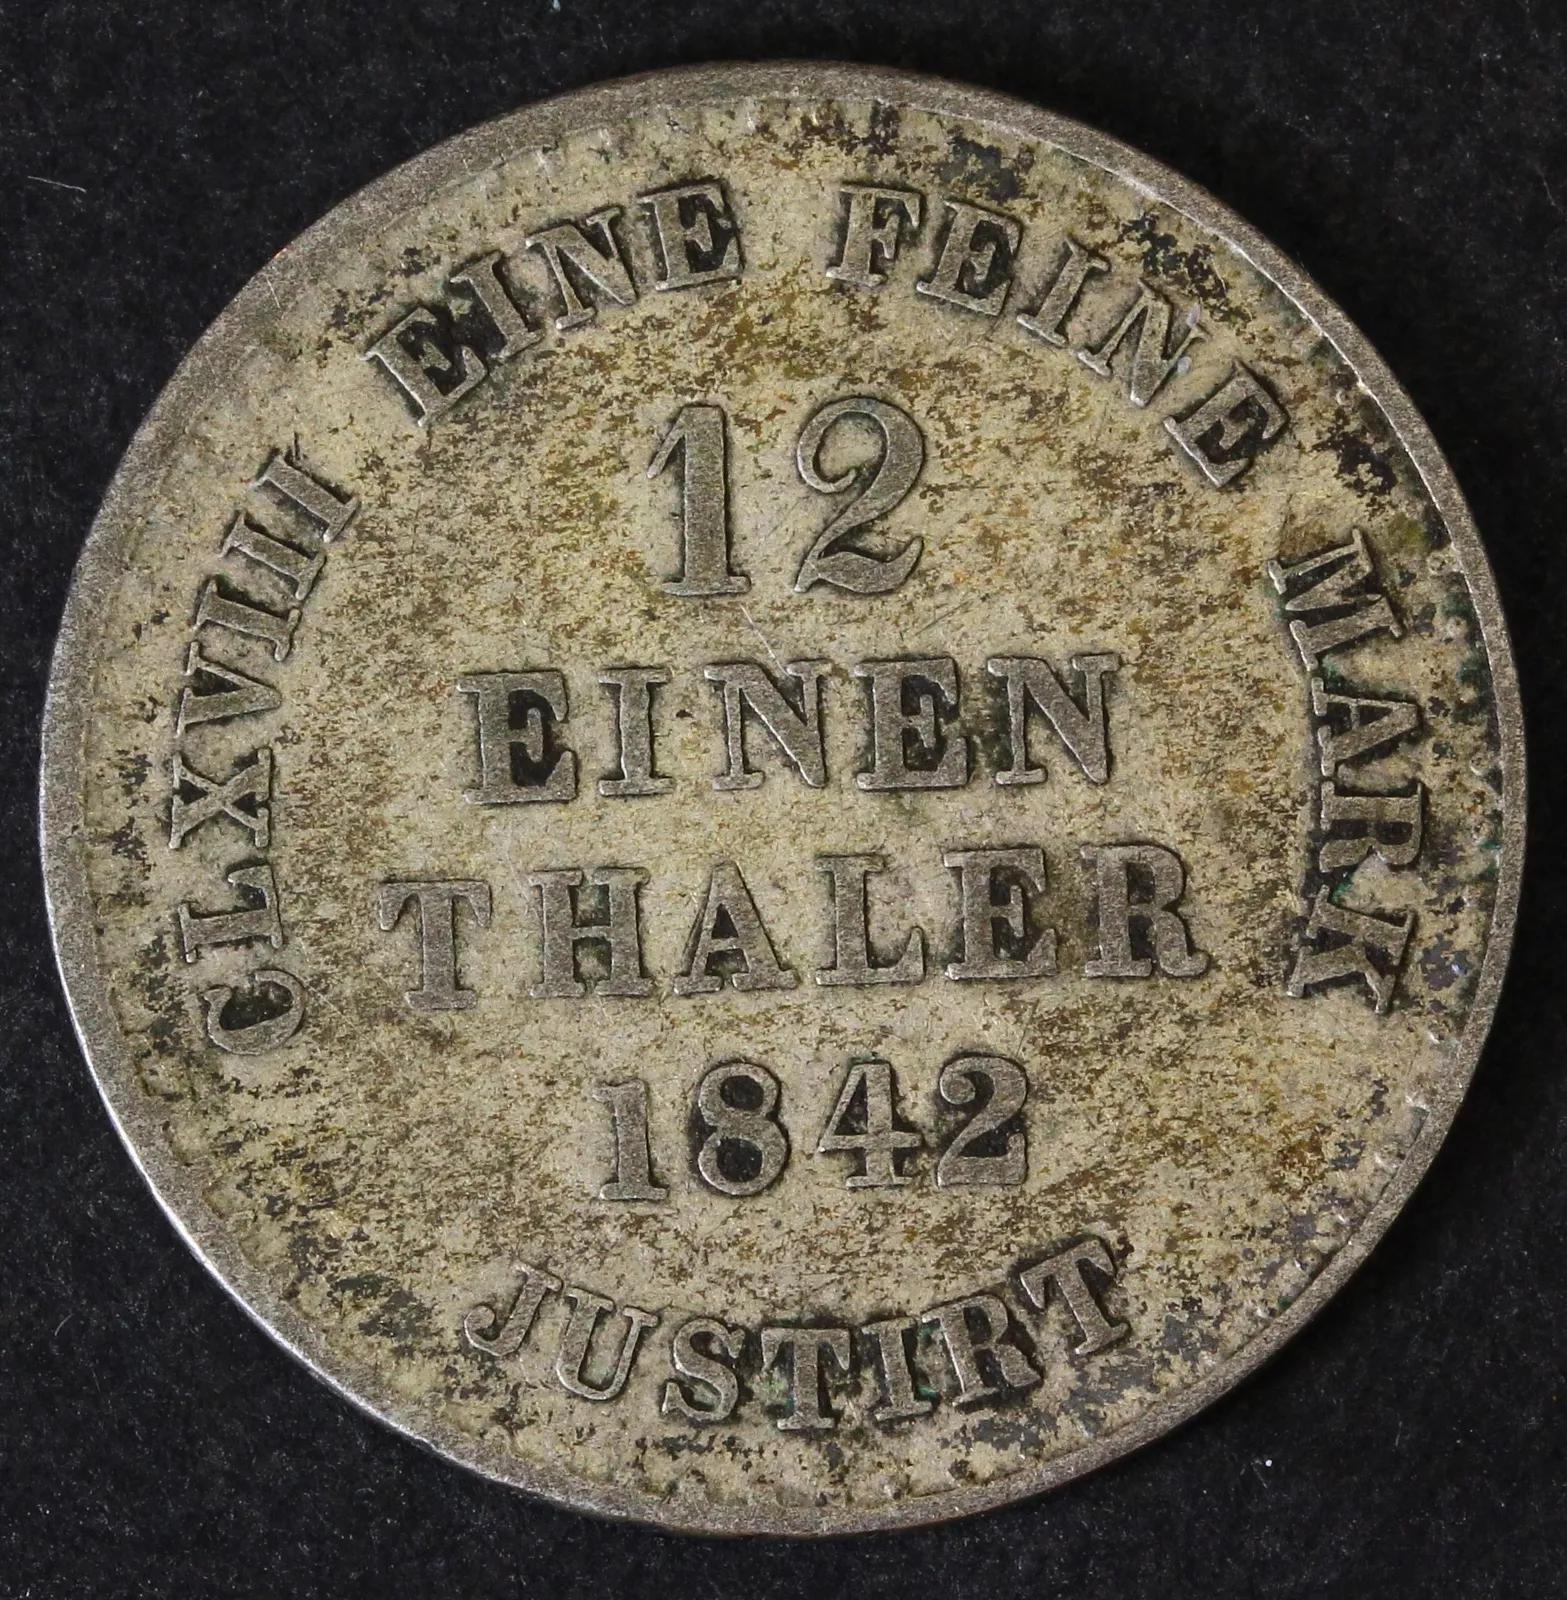 CLXVIII EINE FEINE MARK
12
EINEN
THALER
1842
JUSTIRT